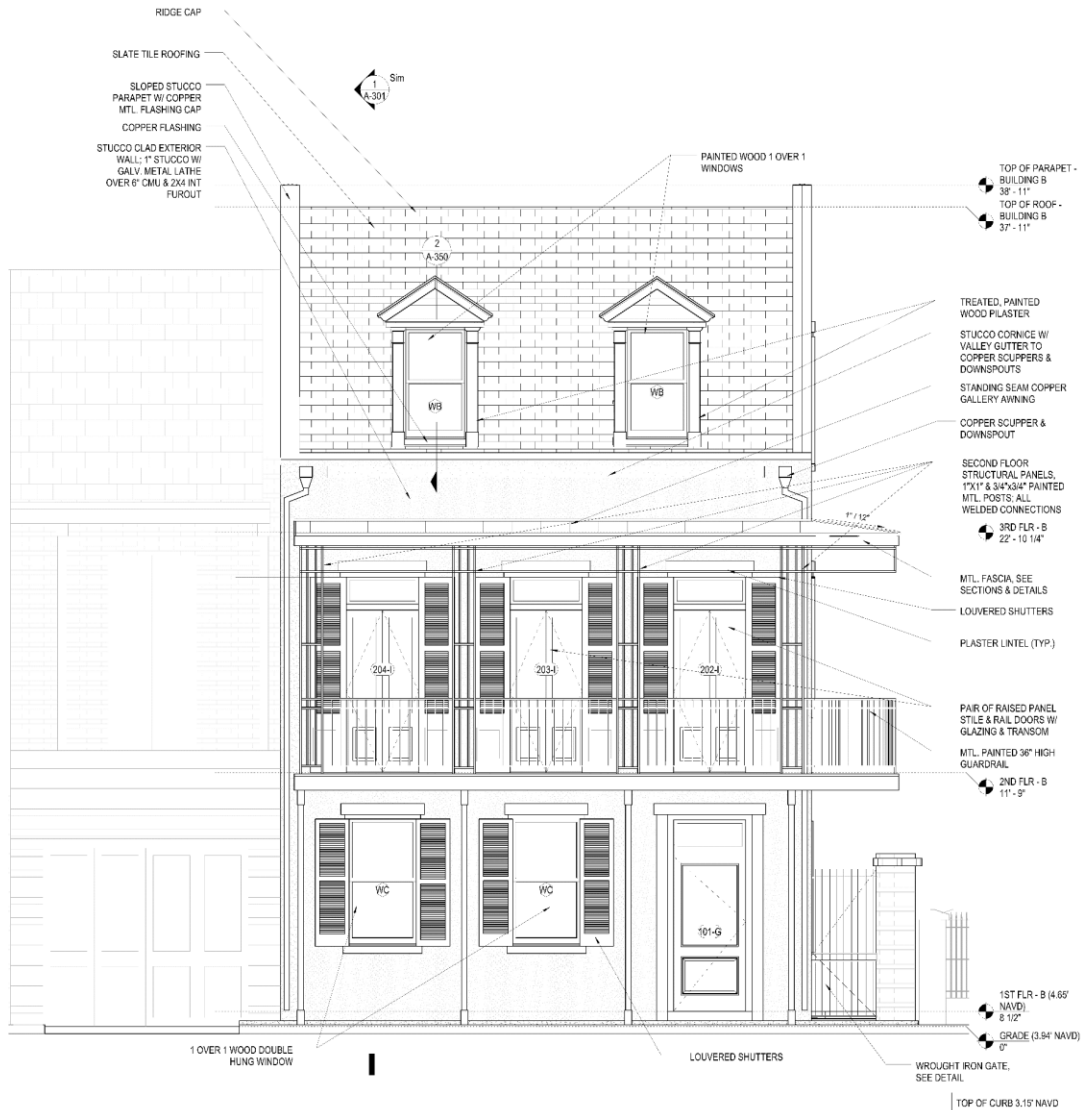 RIDGE CAP
SLATE TILE ROOFING
SLOPED STUCCO
PARAPET W/ COPPER
MTL. FLASHING CAP
COPPER FLASHING
STUCCO CLAD EXTERIOR
WALL; 1" STUCCO W/
GALV. METAL LATHE
OVER 6" CMU & 2X4 INT
FUROUT
1
A-301
Sim
PAINTED WOOD 1 OVER 1
WINDOWS
TOP OF PARAPET -
BUILDING B
38' - 11"
TOP OF ROOF -
BUILDING B
37' - 11"
2
A-350
WB
WB
TREATED, PAINTED
WOOD PILASTER
STUCCO CORNICE W/
VALLEY GUTTER TO
COPPER SCUPPERS &
DOWNSPOUTS
STANDING SEAM COPPER
GALLERY AWNING
COPPER SCUPPER &
DOWNSPOUT
SECOND FLOOR
STRUCTURAL PANELS,
1"X1" & 3/4"x3/4" PAINTED
MTL. POSTS; ALL
WELDED CONNECTIONS
1" / 12"
3RD FLR - B
22' - 10 1/4"
MTL. FASCIA, SEE
SECTIONS & DETAILS
LOUVERED SHUTTERS
PLASTER LINTEL (TYP.)
204-I
203-I
202-I
PAIR OF RAISED PANEL
STILE & RAIL DOORS W/
GLAZING & TRANSOM
MTL. PAINTED 36" HIGH
GUARDRAIL
2ND FLR - B
11' - 9"
WC
WC
101-G
1ST FLR - B (4.65'
NAVD)
8 1/2"
GRADE (3.94' NAVD)
0"
1 OVER 1 WOOD DOUBLE
HUNG WINDOW
LOUVERED SHUTTERS
WROUGHT IRON GATE,
SEE DETAIL
TOP OF CURB 3.15' NAVD